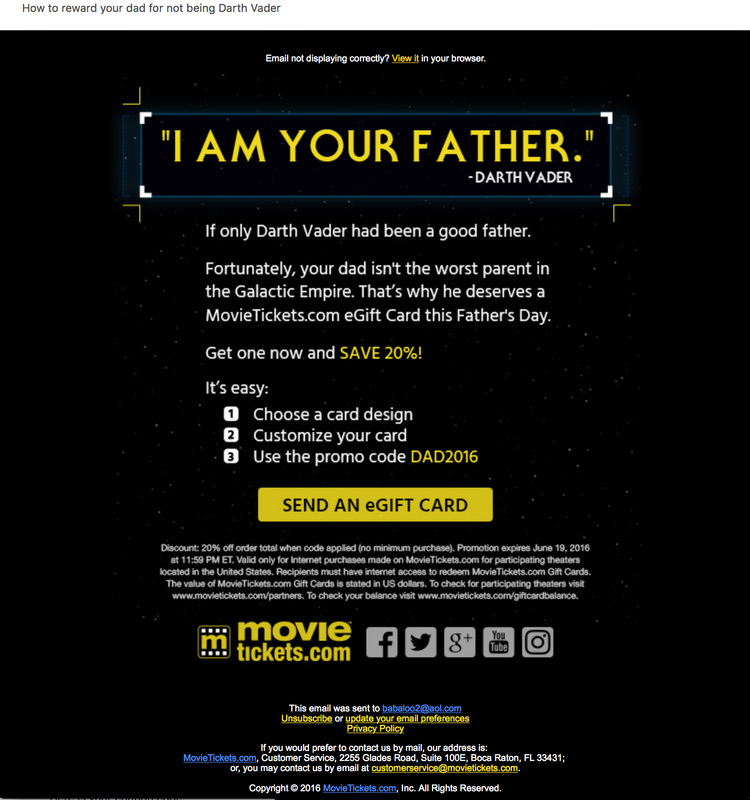 How to reward your dad for not being Darth Vader
Email not displaying correctly? View it in your browser.
"I AM YOUR FATHER."
-DARTH VADER
If only Darth Vader had been a good father.
Fortunately, your dad isn't the worst parent in
the Galactic Empire. That's why he deserves a
MovieTickets.com eGift Card this Father's Day.
Get one now and SAVE 20%!
It's easy:
1 Choose a card design
2 Customize your card
3 Use the promo code DAD2016
SEND AN eGIFT CARD
Discount: 20% off order total when code applied (no minimum purchase). Promotion expires June 19, 2016
at 11:59 PM ET. Valid only for Internet purchases made on MovieTickets.com for participating theaters
located in the United States. Recipients must have internet access to redeem MovieTickets.com Gift Cards.
The value of MovieTickets.com Gift Cards is stated in US dollars. To check for participating theaters visit
www.movietickets.com/partners. To check your balance visit www.movietickets.com/giftcardbalance.
m movie
tickets.com
f g+ You
Tube
This email was sent to babaloo2@aol.com
Unsubscribe or update your email preferences
Privacy Policy
If you would prefer to contact us by mail, our address is:
MovieTickets.com, Customer Service, 2255 Glades Road, Suite 100E, Boca Raton, FL 33431;
or, you may contact us by email at customerservice@movietickets.com.
Copyright © 2016 MovieTickets.com, Inc. All Rights Reserved.